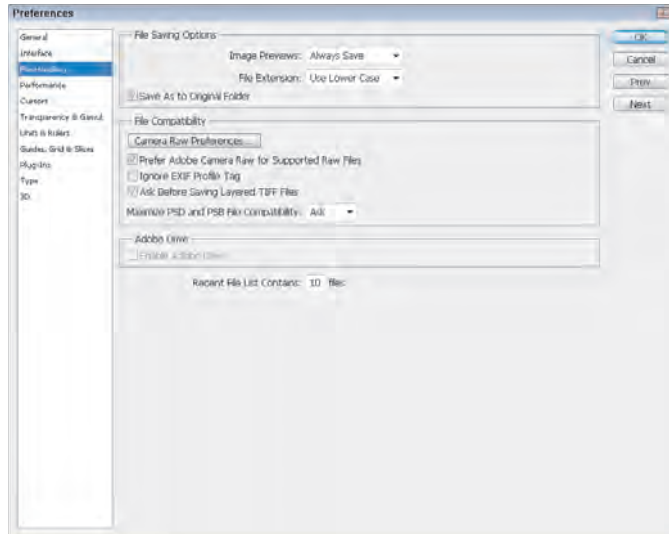 Preferences
General
Interface
File Handling
Performance
Cursors
Transparency & Gamut
Units & Rulers
Guides, Grid & Slices
Plug-Ins
Type
3D
File Saving Options
Image Previews: Always Save
File Extension: Use Lower Case
Save As to Original Folder
File Compatibility
Camera Raw Preferences...
Prefer Adobe Camera Raw for Supported Raw Files
Ignore EXIF Profile Tag
Ask Before Saving Layered TIFF Files
Maximize PSD and PSB File Compatibility: Ask
Adobe Drive
Enable Adobe Drive
Recent File List Contains: 10 files
OK
Cancel
Prev
Next